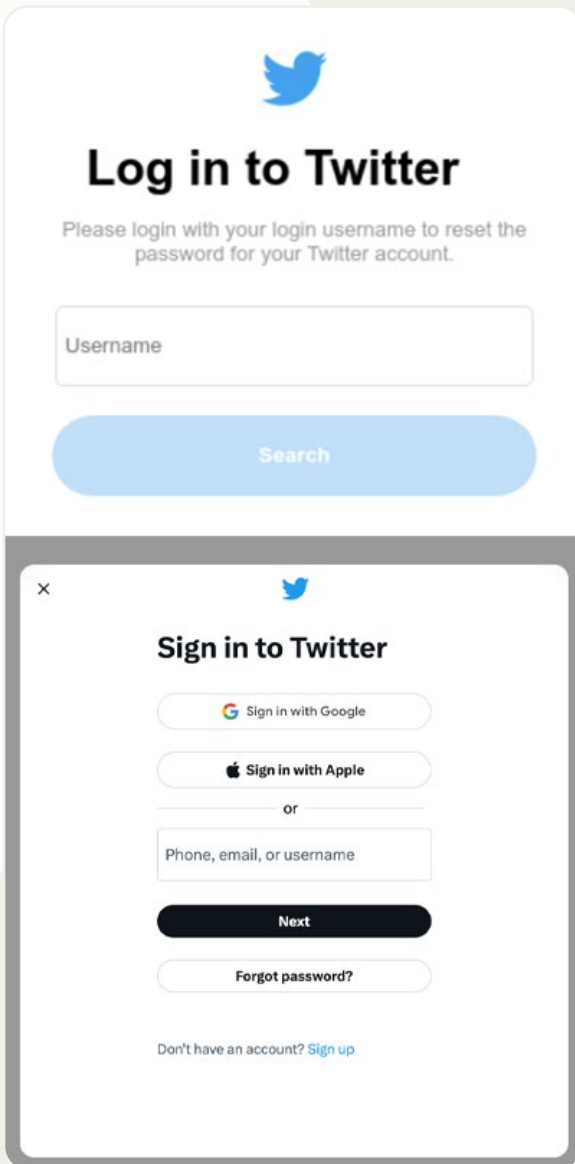 Log in to Twitter
Please login with your login username to reset the
password for your Twitter account.
Username
Search
×
Sign in to Twitter
Sign in with Google
Sign in with Apple
or
Phone, email, or username
Next
Forgot password?
Don't have an account? Sign up